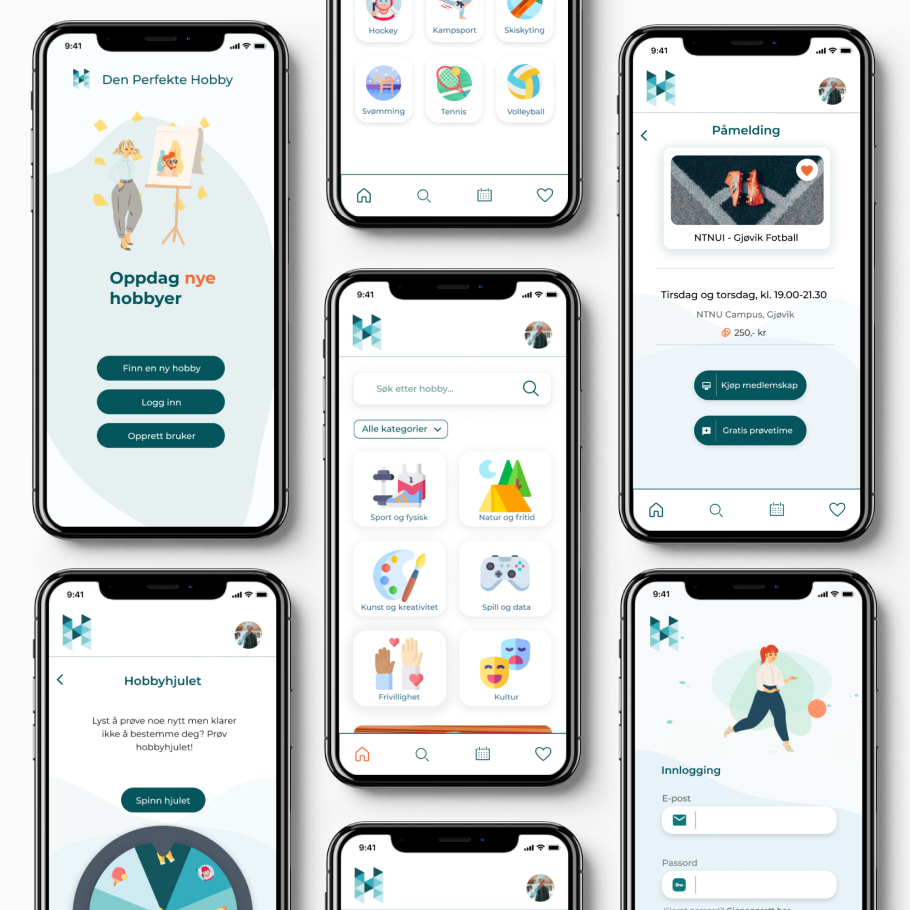 9:41
Den Perfekte Hobby
Oppdag nye
hobbyer
Finn en ny hobby
Logg inn
Opprett bruker
Hockey
Kampsport
Skiskyting
Svømming
Tennis
Volleyball
9:41
Påmelding
NTNUI - Gjøvik Fotball
Tirsdag og torsdag, kl. 19.00-21.30
NTNU Campus, Gjøvik
250,- kr
Kjøp medlemskap
Gratis prøvetime
9:41
Søk etter hobby...
Alle kategorier
1
Sport og fysisk
Natur og fritid
Kunst og kreativitet
Spill og data
Frivillighet
Kultur
9:41
Hobbyhjulet
Lyst å prøve noe nytt men klarer
ikke å bestemme deg? Prøv
hobbyhjulet!
Spinn hjulet
9:41
9:41
Innlogging
E-post
Passord